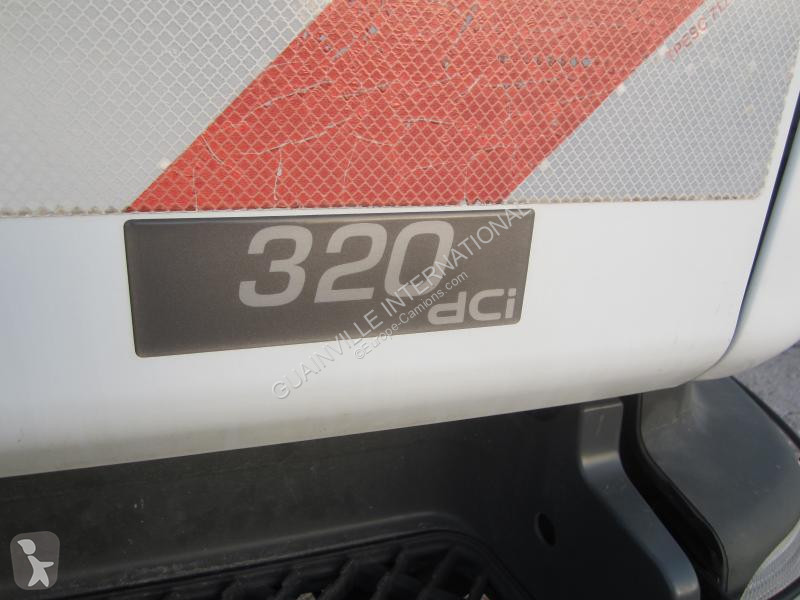 320
dCi
GUAINVILLE INTERNATIONAL
©Europe-Camions.com